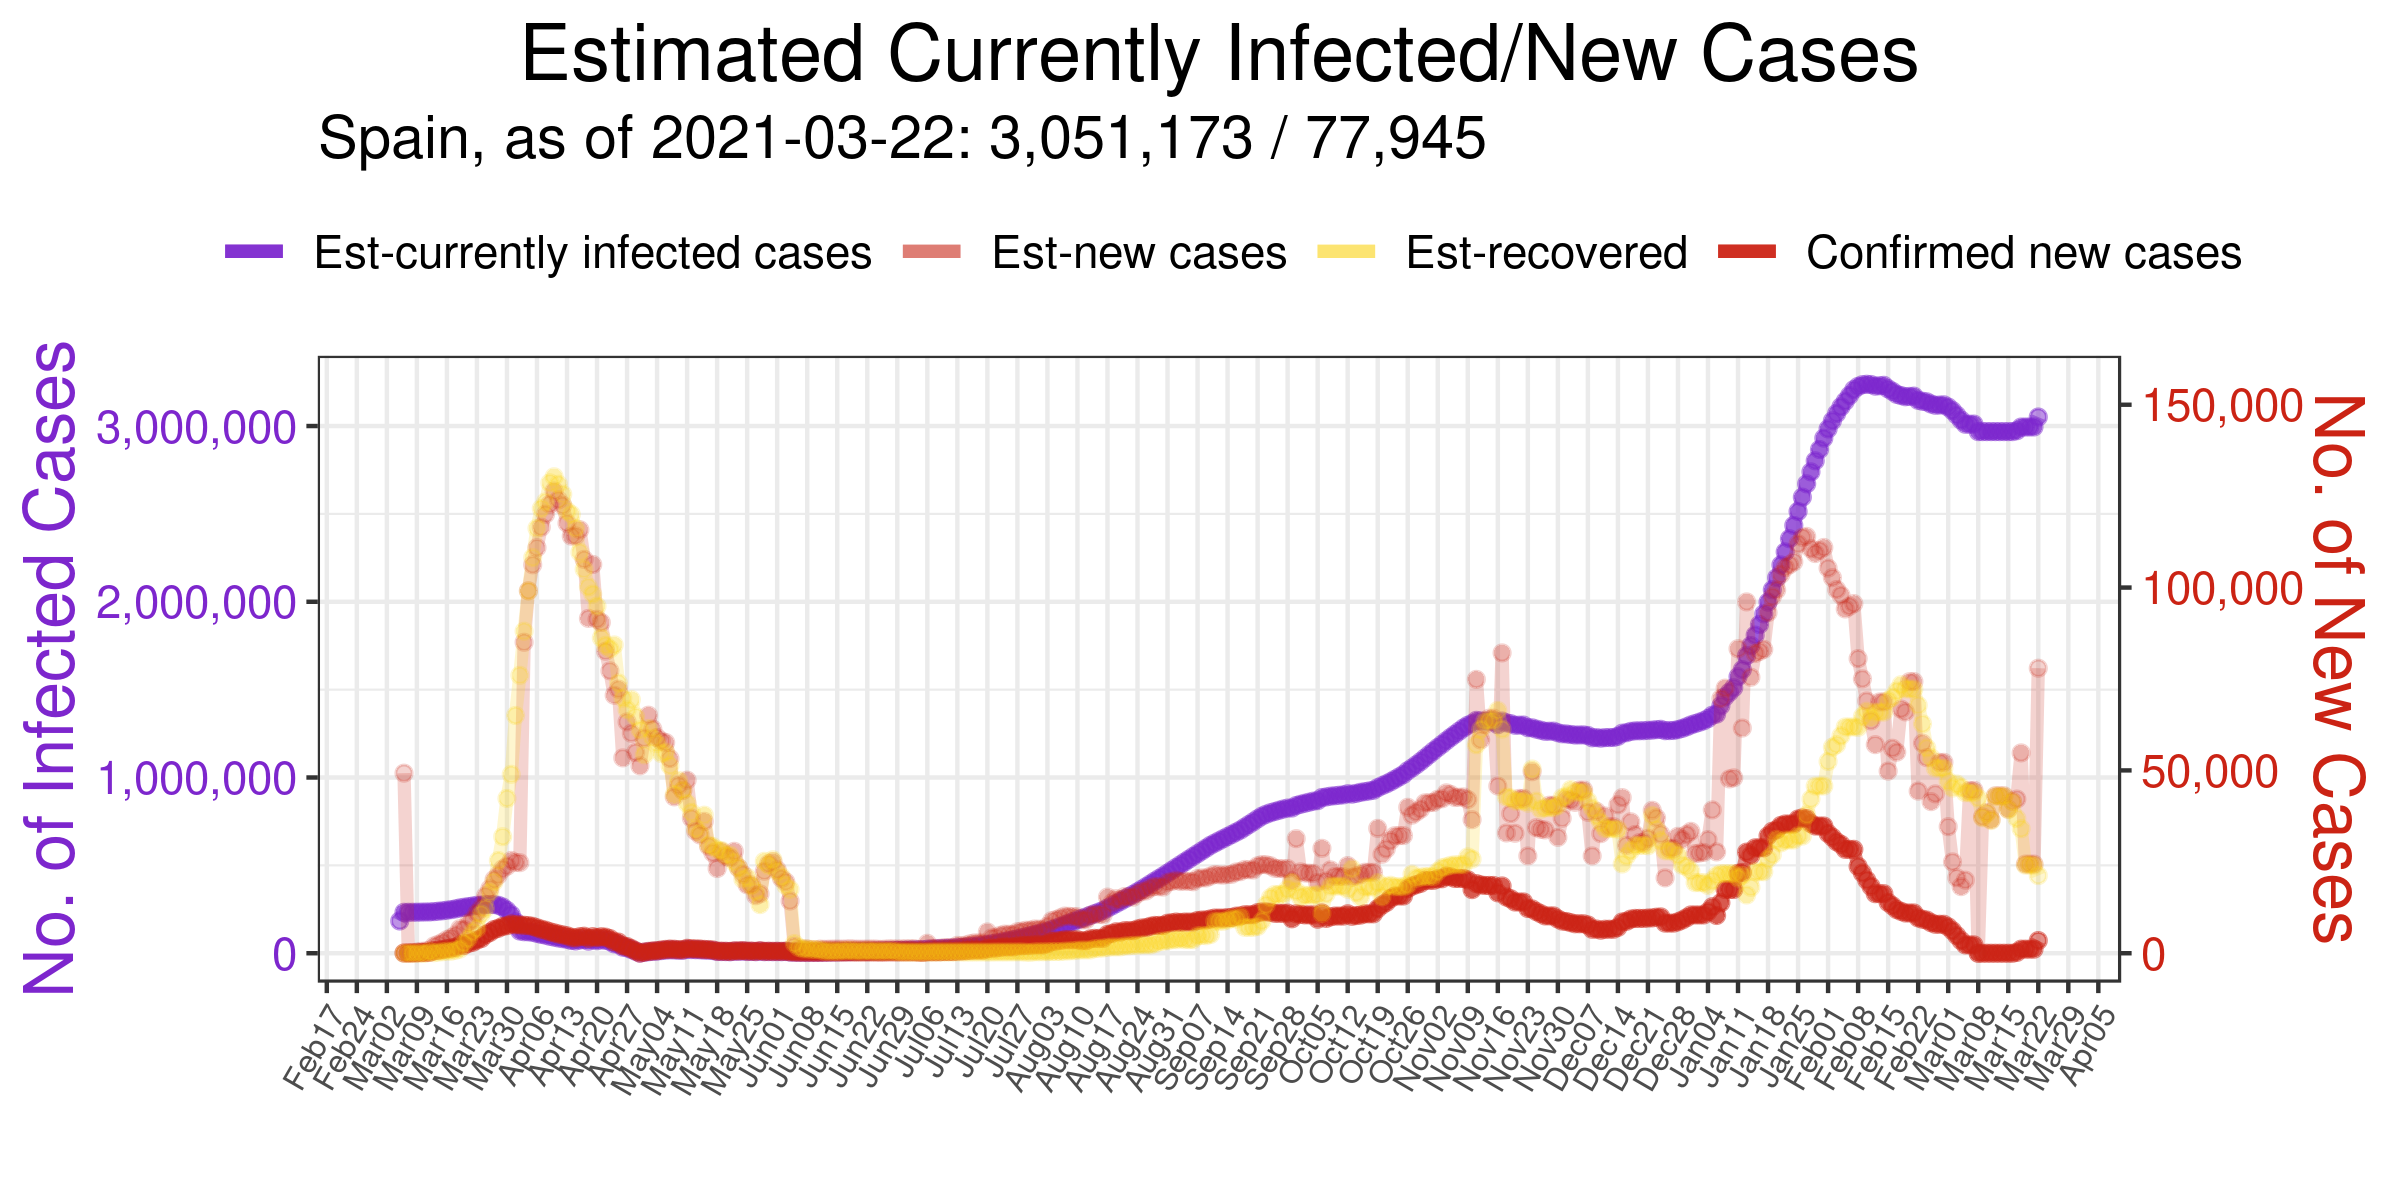 Estimated Currently Infected/New Cases
Spain, as of 2021-03-22: 3,051,173 / 77,945
Est-currently infected cases Est-new cases Est-recovered Confirmed new cases
No. of Infected Cases
3,000,000
2,000,000
1,000,000
0
150,000
100,000
50,000
0
No. of New Cases
Feb17 Feb24 Mar02 Mar09 Mar16 Mar23 Mar30 Apr06 Apr13 Apr20 Apr27 May04 May11 May18 May25 Jun01 Jun08 Jun15 Jun22 Jun29 Jul06 Jul13 Jul20 Jul27 Aug03 Aug10 Aug17 Aug24 Aug31 Sep07 Sep14 Sep21 Sep28 Oct05 Oct12 Oct19 Oct26 Nov02 Nov09 Nov16 Nov23 Nov30 Dec07 Dec14 Dec21 Dec28 Jan04 Jan11 Jan18 Jan25 Feb01 Feb08 Feb15 Feb22 Mar01 Mar08 Mar15 Mar22 Mar29 Apr05